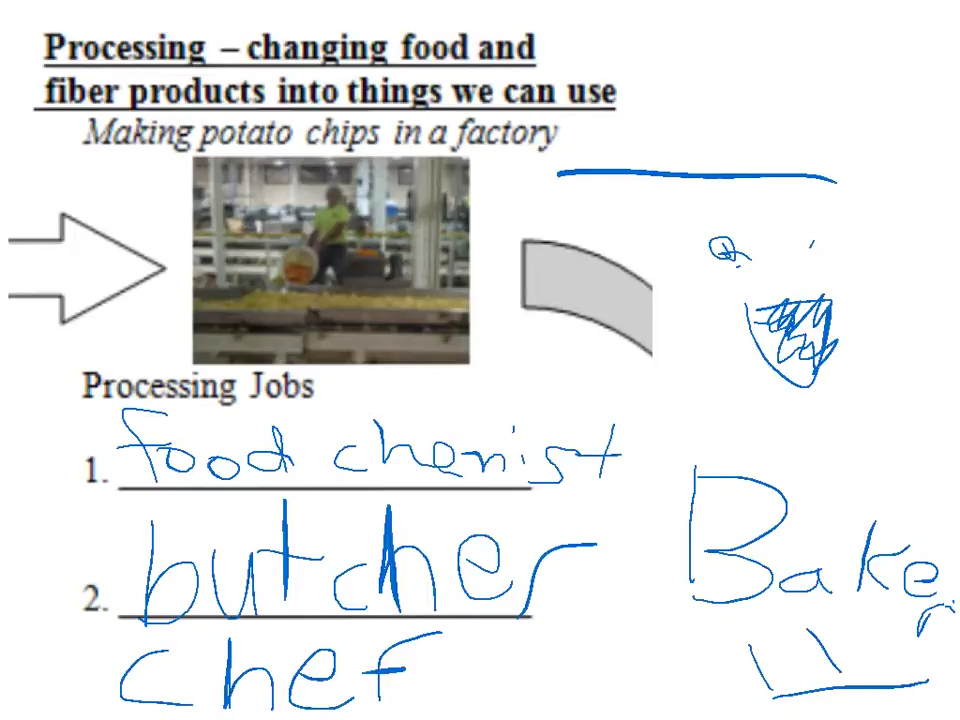 Processing – changing food and
fiber products into things we can use
Making potato chips in a factory
Processing Jobs
1. food chemist
2. butcher
chef
Baker